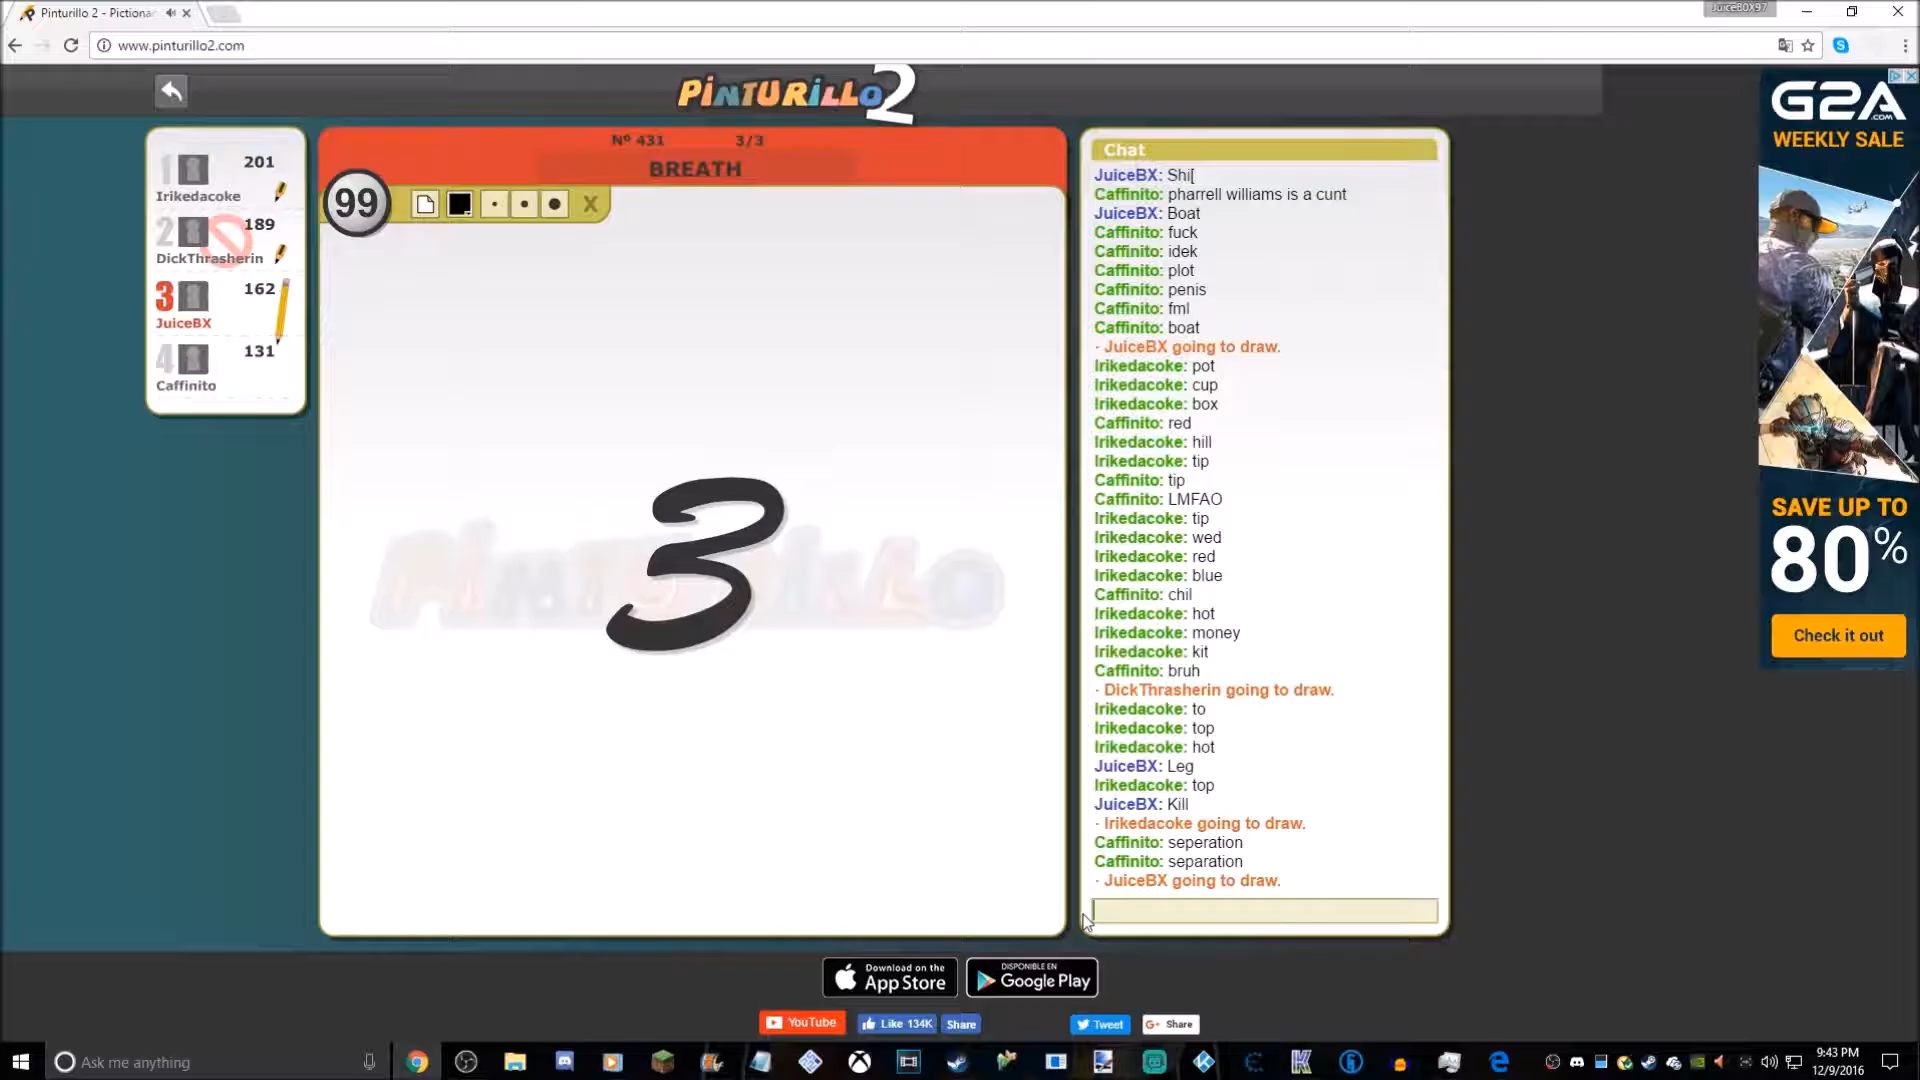 Pinturillo 2 - Pictiona
JuiceB0X97
www.pinturillo2.com
PiNTURiLLO2
1 201
Irikedacoke
2 189
DickThrasherin
3 162
JuiceBX
4 131
Caffinito
Nº 431 3/3
BREATH
99
X
3
PiNTURiLLO
Chat
JuiceBX: Shi[
Caffinito: pharrell williams is a cunt
JuiceBX: Boat
Caffinito: fuck
Caffinito: idek
Caffinito: plot
Caffinito: penis
Caffinito: fml
Caffinito: boat
· JuiceBX going to draw.
Irikedacoke: pot
Irikedacoke: cup
Irikedacoke: box
Caffinito: red
Irikedacoke: hill
Irikedacoke: tip
Caffinito: tip
Caffinito: LMFAO
Irikedacoke: tip
Irikedacoke: wed
Irikedacoke: red
Irikedacoke: blue
Caffinito: chil
Irikedacoke: hot
Irikedacoke: money
Irikedacoke: kit
Caffinito: bruh
· DickThrasherin going to draw.
Irikedacoke: to
Irikedacoke: top
Irikedacoke: hot
JuiceBX: Leg
Irikedacoke: top
JuiceBX: Kill
· Irikedacoke going to draw.
Caffinito: seperation
Caffinito: separation
· JuiceBX going to draw.
G2A
.COM
WEEKLY SALE
SAVE UP TO
80%
Check it out
Download on the
App Store
DISPONIBLE EN
Google Play
YouTube
Like 134K
Share
Tweet
G+ Share
Ask me anything
9:43 PM
12/9/2016